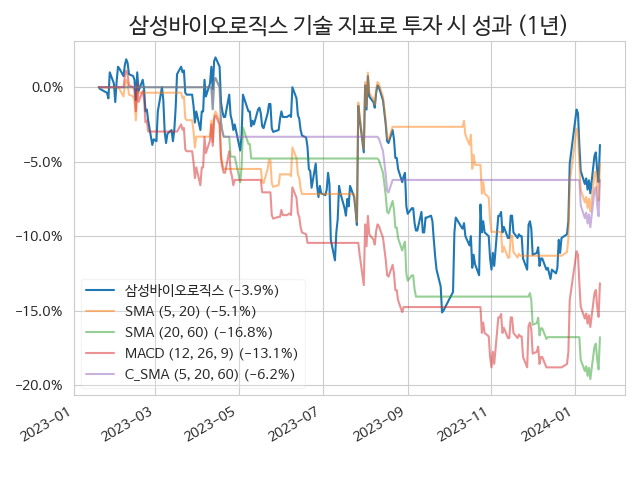 삼성바이오로직스 기술 지표로 투자 시 성과 (1년)
0.0%
−5.0%
−10.0%
−15.0%
−20.0%
삼성바이오로직스 (−3.9%)
SMA (5, 20) (−5.1%)
SMA (20, 60) (−16.8%)
MACD (12, 26, 9) (−13.1%)
C_SMA (5, 20, 60) (−6.2%)
2023−01
2023−03
2023−05
2023−07
2023−09
2023−11
2024−01